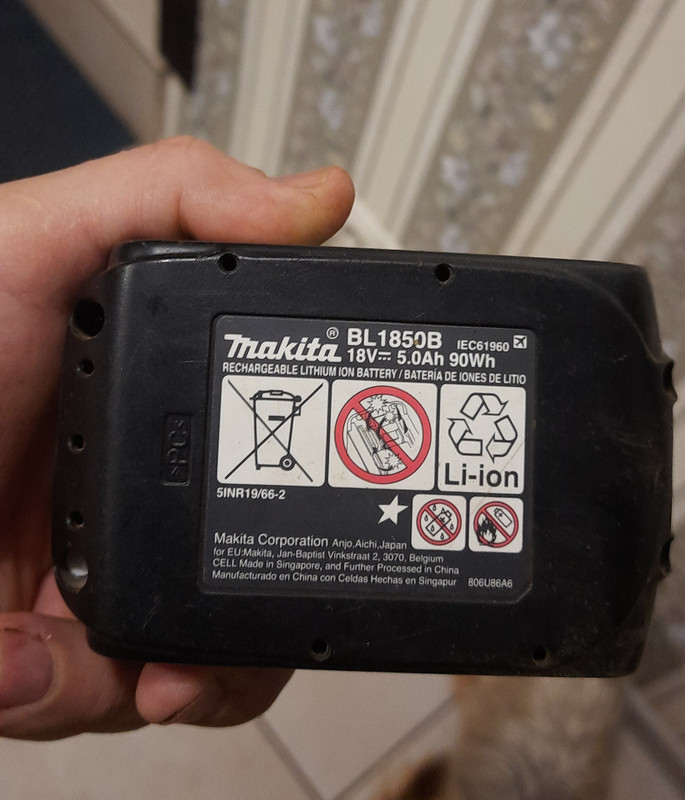 makita® BL1850B IEC61960
18V⎓ 5.0Ah 90Wh
RECHARGEABLE LITHIUM ION BATTERY / BATERÍA DE IONES DE LITIO
Li-ion
5INR19/66-2
>PC<
Makita Corporation Anjo,Aichi,Japan
for EU:Makita, Jan-Baptist Vinkstraat 2, 3070, Belgium
CELL Made in Singapore, and Further Processed in China
Manufacturado en China con Celdas Hechas en Singapur 806U86A6